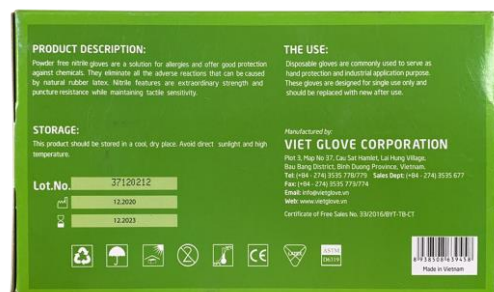 PRODUCT DESCRIPTION:
Powder free nitrile gloves are a solution for allergies and offer good protection
against chemicals. They eliminate all the adverse reactions that can be caused
by natural rubber latex. Nitrile features are extraordinary strength and
puncture resistance while maintaining tactile sensitivity.
THE USE:
Disposable gloves are commonly used to serve as
hand protection and industrial application purpose.
These gloves are designed for single use only and
should be replaced with new after use.
STORAGE:
This product should be stored in a cool, dry place. Avoid direct sunlight and high
temperature.
Lot.No.
37120212
12.2020
12.2023
Manufactured by:
VIET GLOVE CORPORATION
Plot 3, Map No 37, Cau Sat Hamlet, Lai Hung Village,
Bau Bang District, Binh Duong Province, Vietnam.
Tel: (+84 - 274) 3535 778/779 Sales Dept: (+84 - 274) 3535 677
Fax: (+84 - 274) 3535 773/774
Email: info@vietglove.vn
Web: www.vietglove.vn
Certificate of Free Sales No. 33/2016/BYT-TB-CT
2
CE
LATEX
ASTM
D6319
8 938508 639458
Made in Vietnam